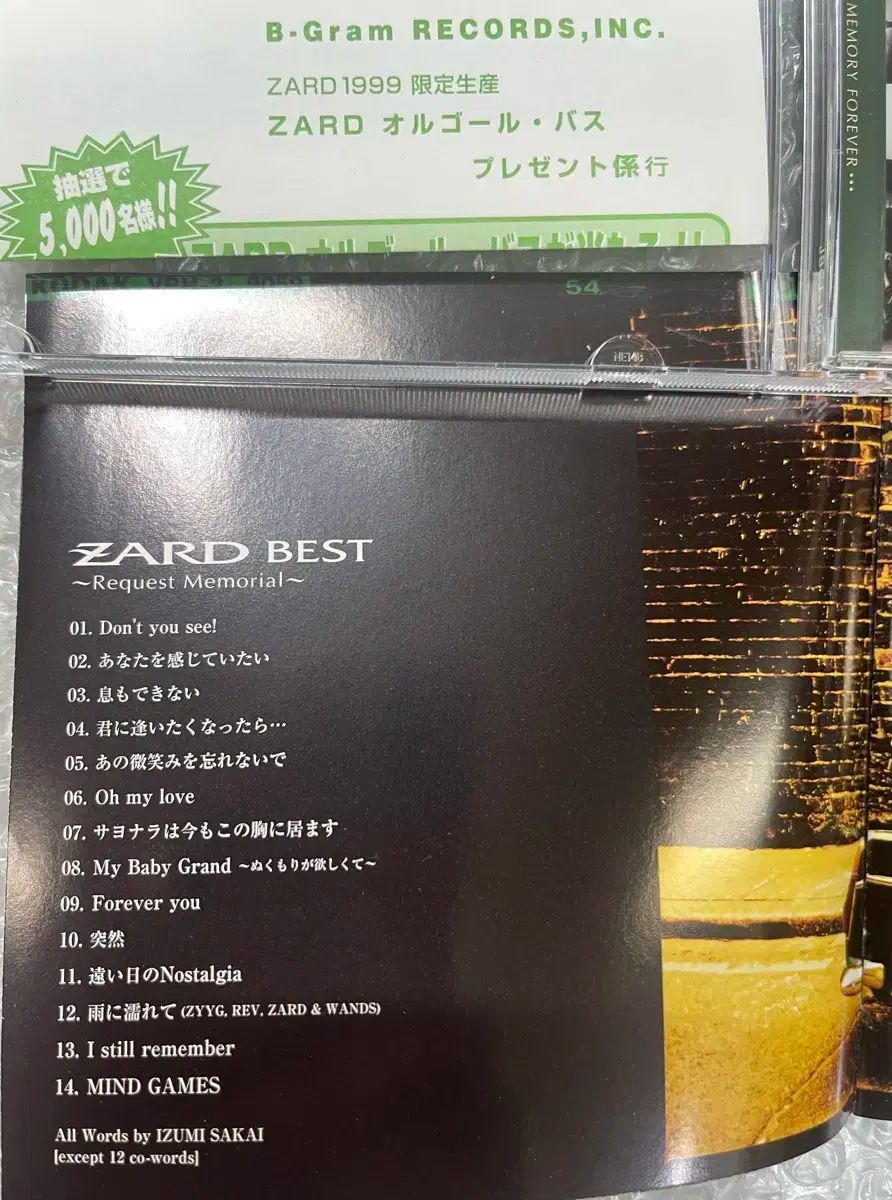 B-Gram RECORDS,INC.
ZARD1999 限定生産
ZARD オルゴール・バス
プレゼント係行
抽選で
5,000名様!!
MEMORY FOREVER…
54
ZARD BEST
～Request Memorial～
01. Don't you see!
02. あなたを感じていたい
03. 息もできない
04. 君に逢いたくなったら…
05. あの微笑みを忘れないで
06. Oh my love
07. サヨナラは今もこの胸に居ます
08. My Baby Grand ～ぬくもりが欲しくて～
09. Forever you
10. 突然
11. 遠い日のNostalgia
12. 雨に濡れて (ZYYG, REV, ZARD & WANDS)
13. I still remember
14. MIND GAMES
All Words by IZUMI SAKAI
[except 12 co-words]